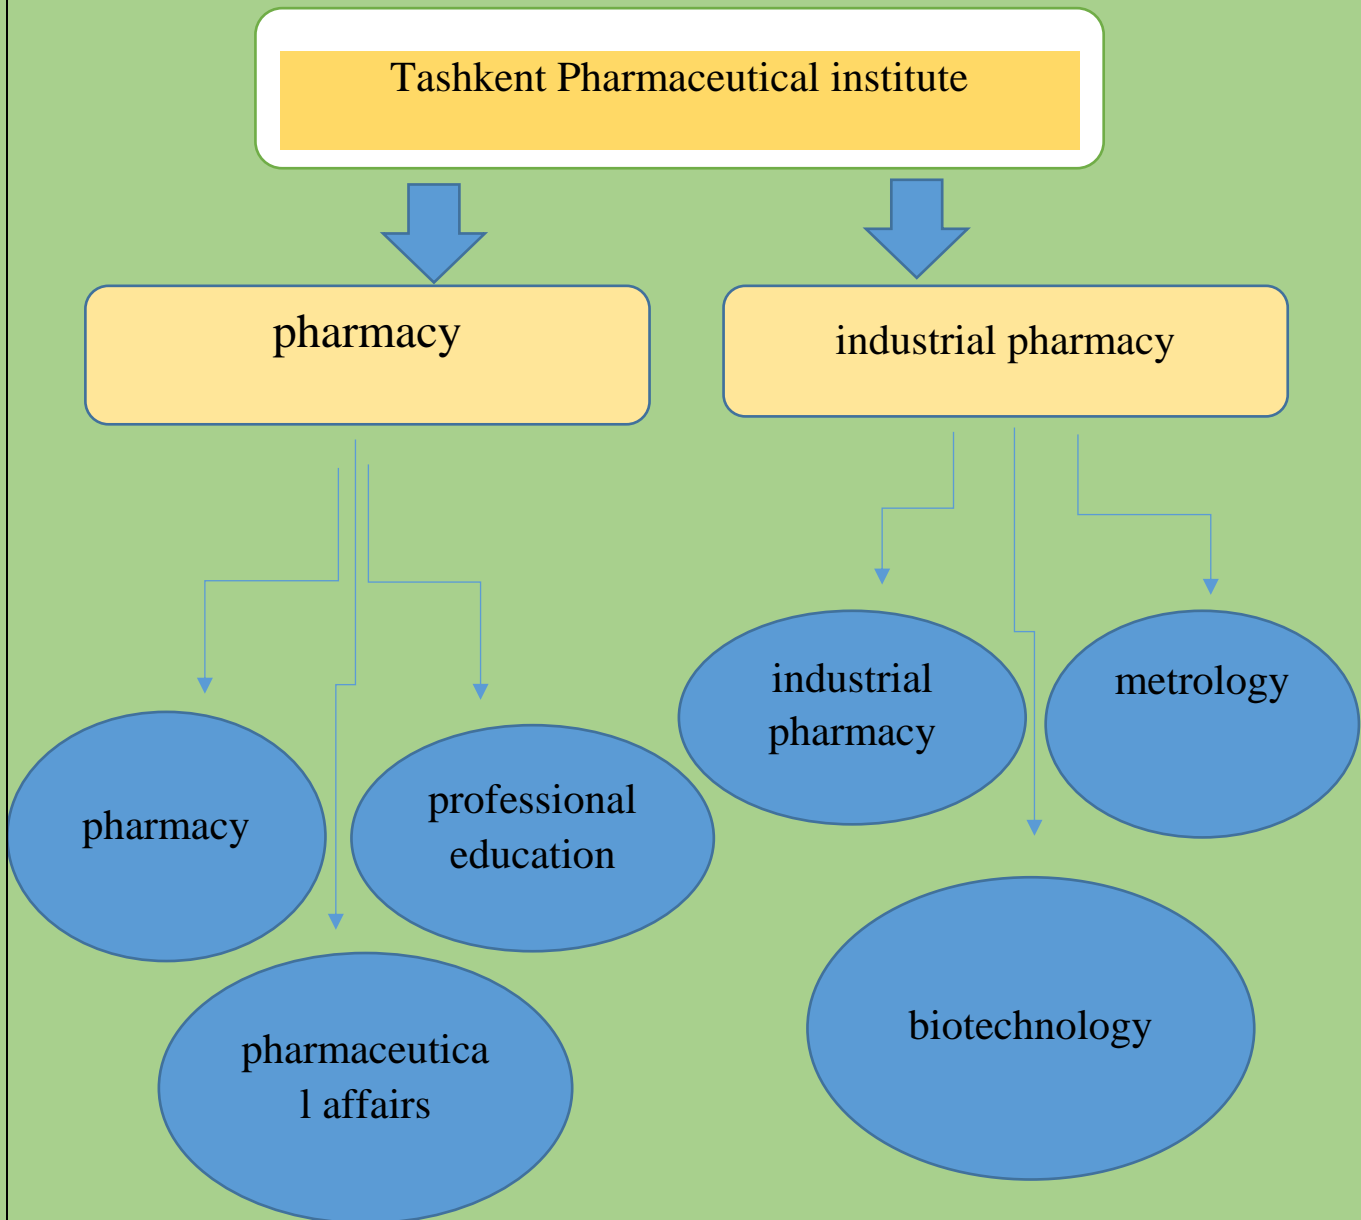 Tashkent Pharmaceutical institute
pharmacy
industrial pharmacy
industrial
pharmacy
metrology
pharmacy
professional
education
biotechnology
pharmaceutica
l affairs